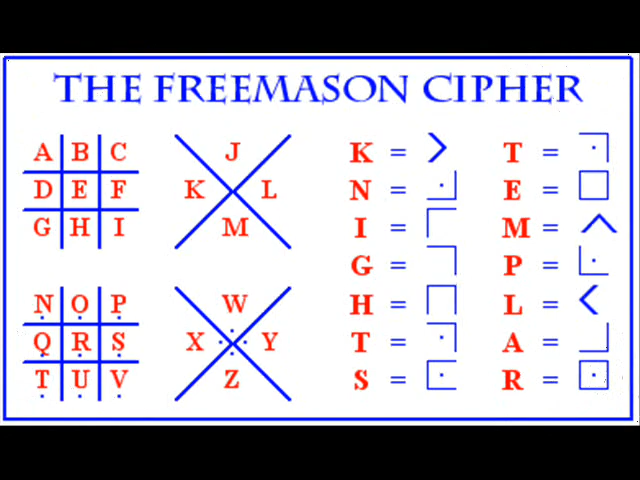 THE FREEMASON CIPHER
A B C
D E F
G H I
J
K L
M
N O P
Q R S
T U V
W
X Y
Z
K =
N =
I =
G =
H =
T =
S =
T =
E =
M =
P =
L =
A =
R =